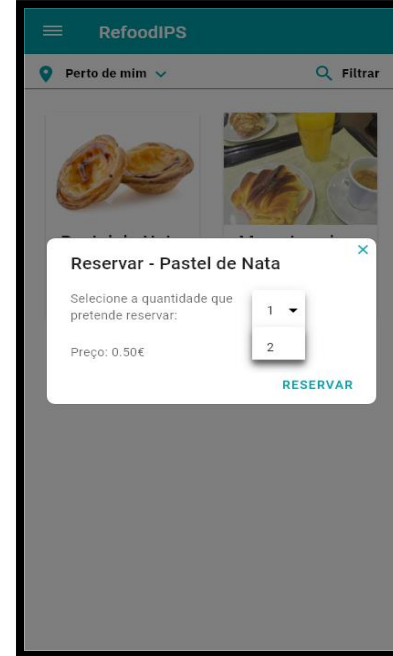 RefoodIPS
Perto de mim
Filtrar
Reservar - Pastel de Nata
Selecione a quantidade que
pretende reservar:
1
2
Preço: 0.50€
RESERVAR